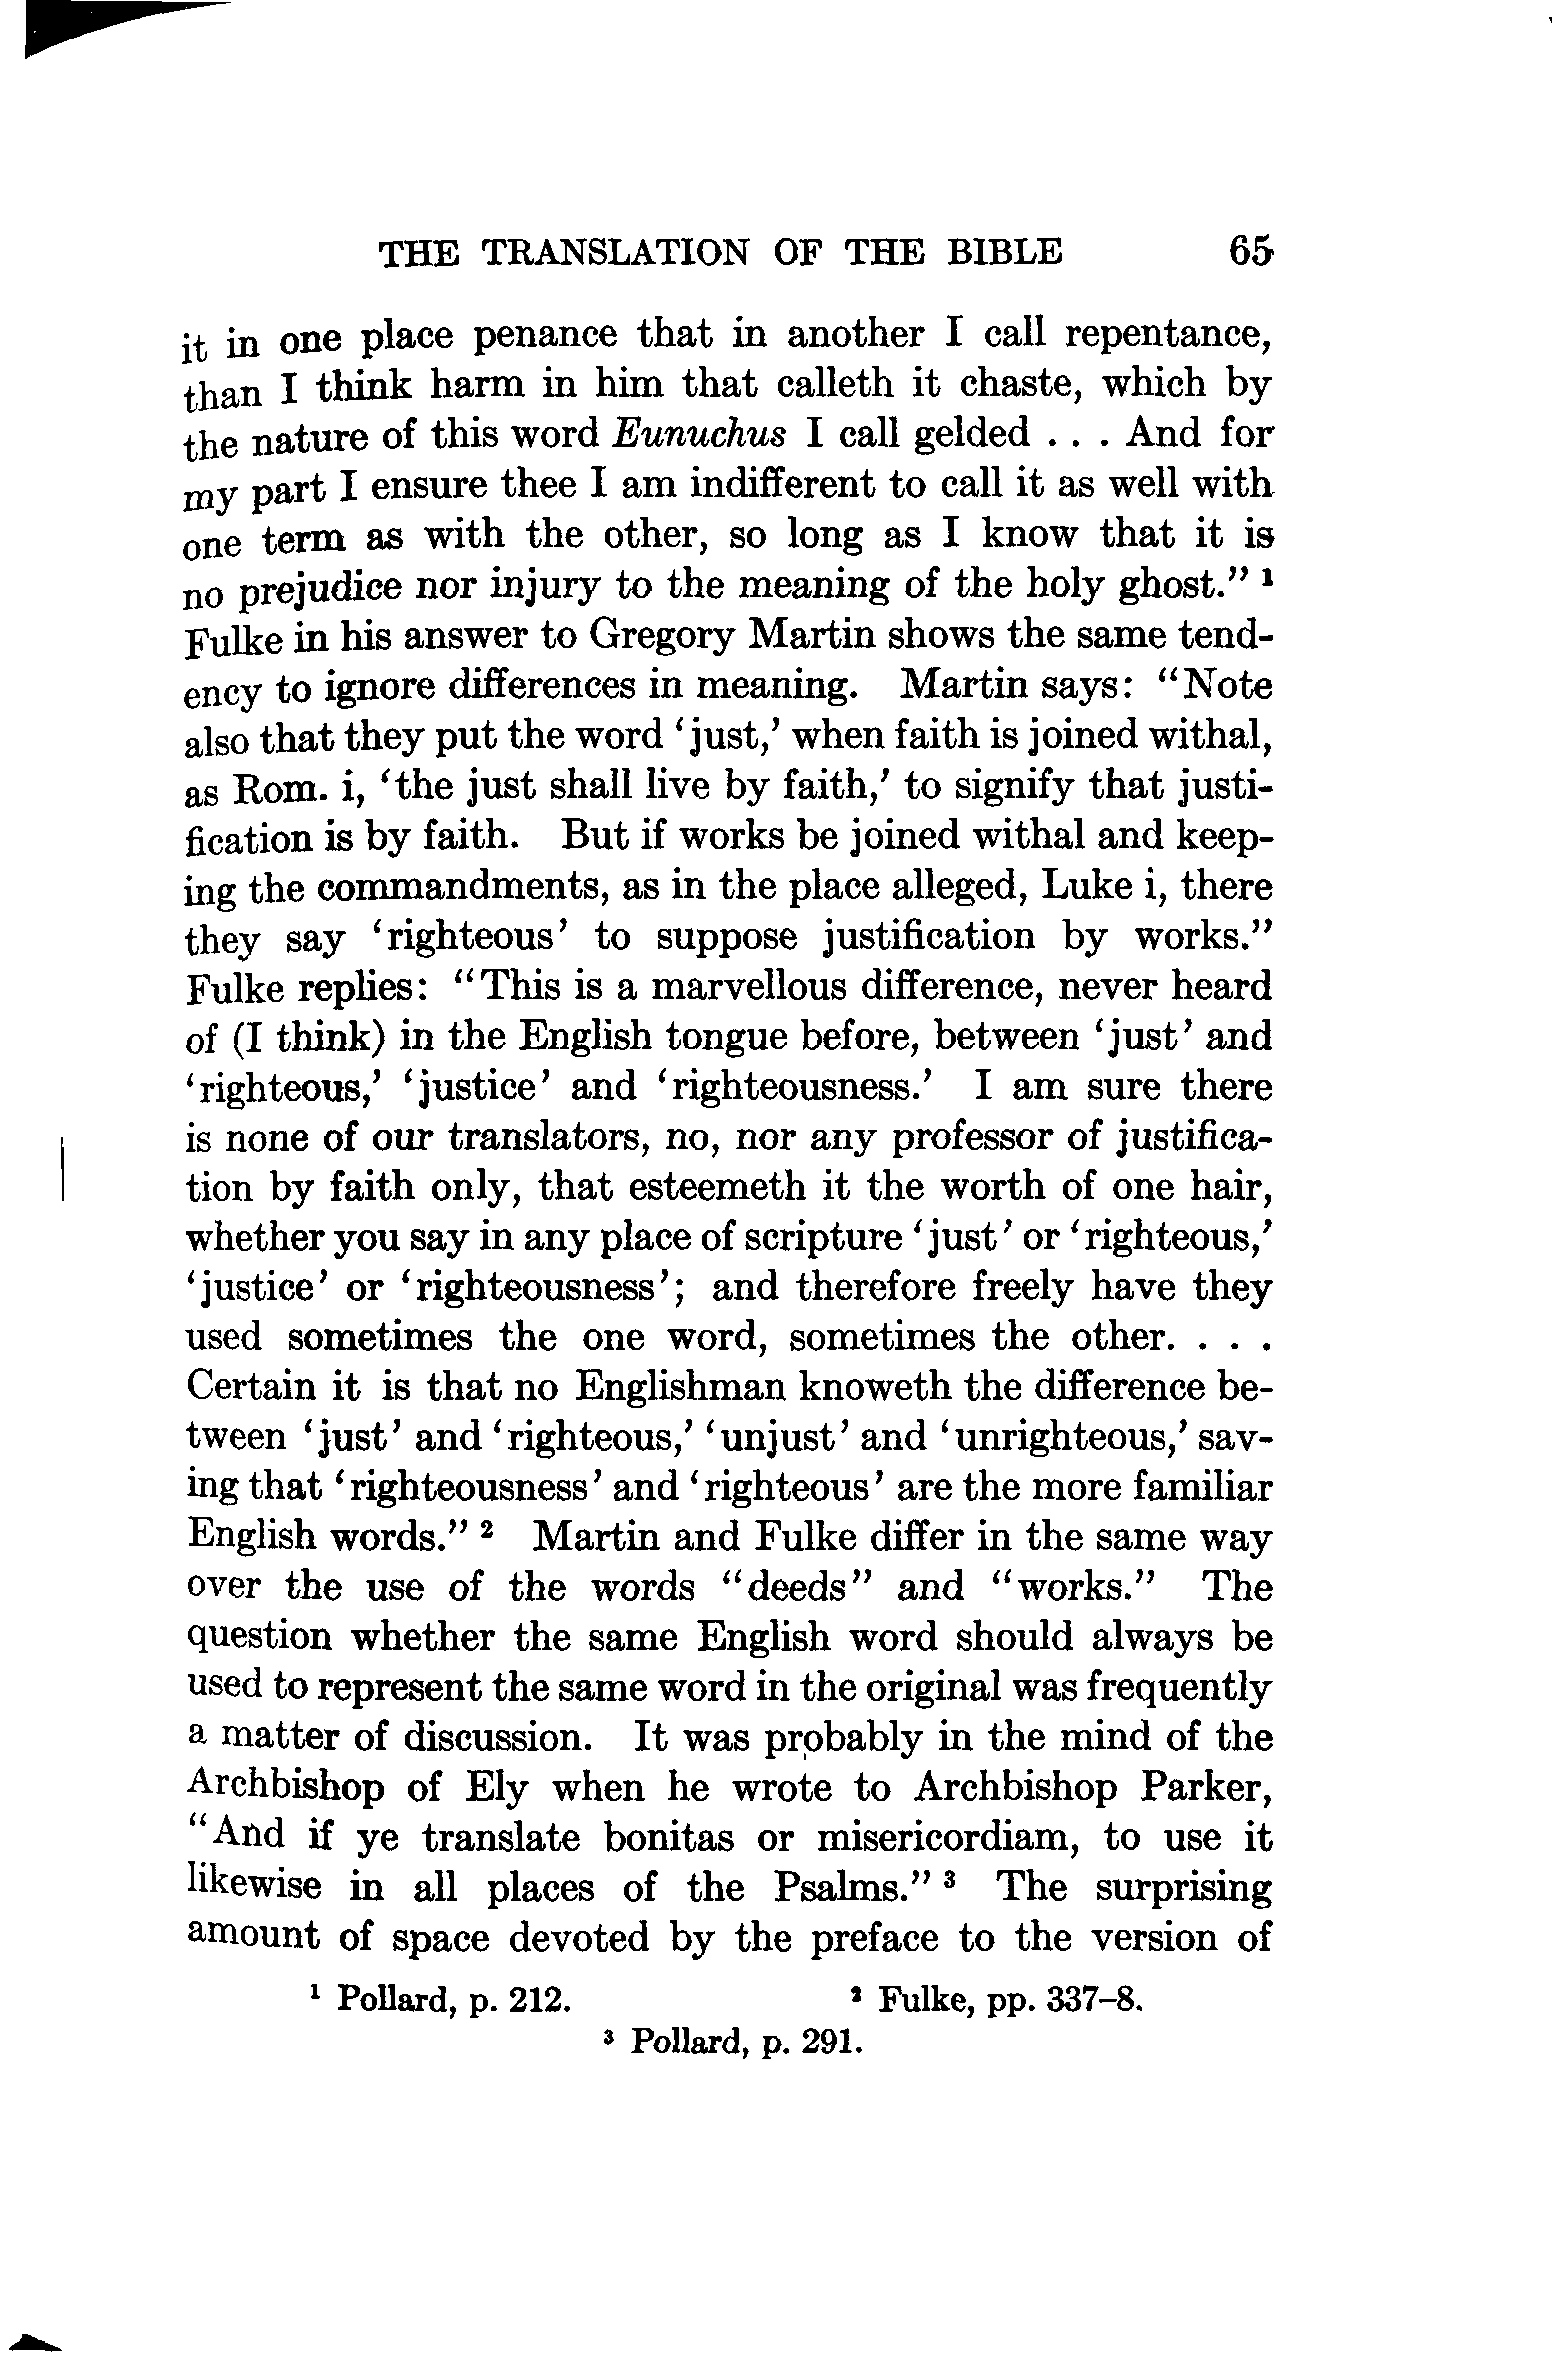 THE TRANSLATION OF THE BIBLE 65
it in one place penance that in another I call repentance,
than I think harm in him that calleth it chaste, which by
the nature of this word Eunuchus I call gelded . . . And for
my part I ensure thee I am indifferent to call it as well with
one term as with the other, so long as I know that it is
no prejudice nor injury to the meaning of the holy ghost.” ¹
Fulke in his answer to Gregory Martin shows the same tend-
ency to ignore differences in meaning. Martin says: “Note
also that they put the word ‘just,’ when faith is joined withal,
as Rom. i, ‘the just shall live by faith,’ to signify that justi-
fication is by faith. But if works be joined withal and keep-
ing the commandments, as in the place alleged, Luke i, there
they say ‘righteous’ to suppose justification by works.”
Fulke replies: “This is a marvellous difference, never heard
of (I think) in the English tongue before, between ‘just’ and
‘righteous,’ ‘justice’ and ‘righteousness.’ I am sure there
is none of our translators, no, nor any professor of justifica-
tion by faith only, that esteemeth it the worth of one hair,
whether you say in any place of scripture ‘just’ or ‘righteous,’
‘justice’ or ‘righteousness’; and therefore freely have they
used sometimes the one word, sometimes the other. . . .
Certain it is that no Englishman knoweth the difference be-
tween ‘just’ and ‘righteous,’ ‘unjust’ and ‘unrighteous,’ sav-
ing that ‘righteousness’ and ‘righteous’ are the more familiar
English words.” ² Martin and Fulke differ in the same way
over the use of the words “deeds” and “works.” The
question whether the same English word should always be
used to represent the same word in the original was frequently
a matter of discussion. It was probably in the mind of the
Archbishop of Ely when he wrote to Archbishop Parker,
“And if ye translate bonitas or misericordiam, to use it
likewise in all places of the Psalms.” ³ The surprising
amount of space devoted by the preface to the version of
¹ Pollard, p. 212. ² Fulke, pp. 337–8.
³ Pollard, p. 291.